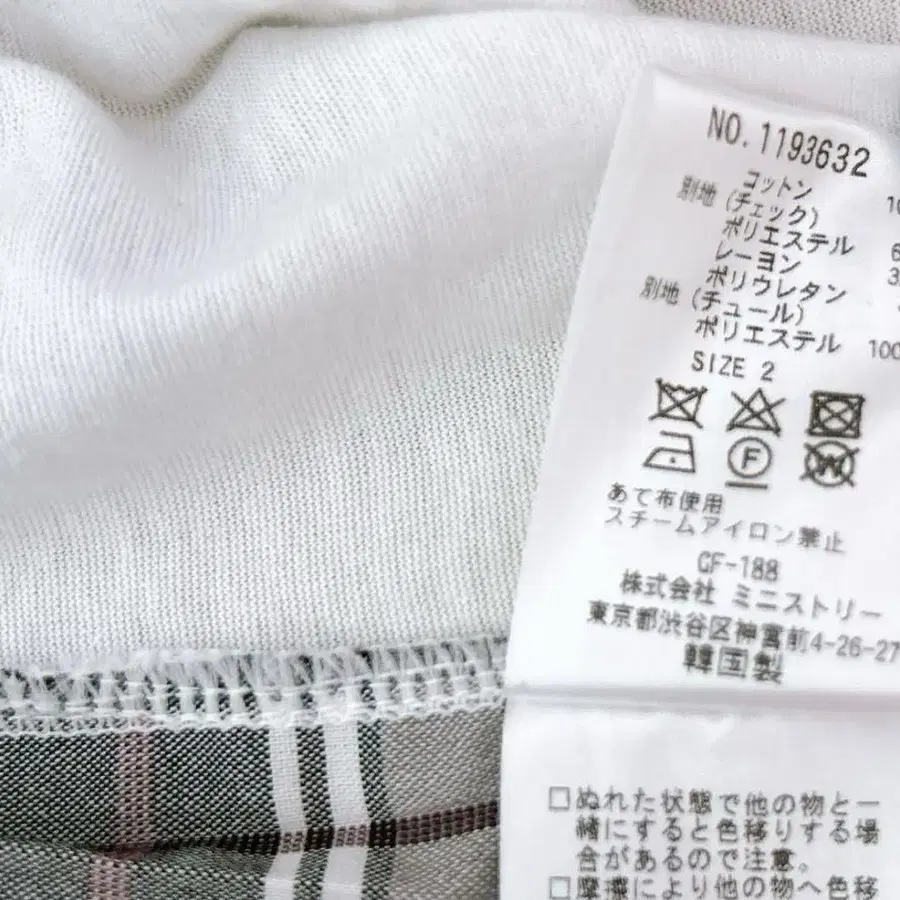 NO.1193632
コットン
別地(チェック)
ポリエステル
レーヨン
ポリウレタン
別地(チュール)
ポリエステル 100
SIZE 2
F
W
あて布使用
スチームアイロン禁止
CF-188
株式会社 ミニストリー
東京都渋谷区神宮前4-26-27
韓国製
□ぬれた状態で他の物と一
緒にすると色移りする場
合があるので注意。
□摩擦により他の物へ色移